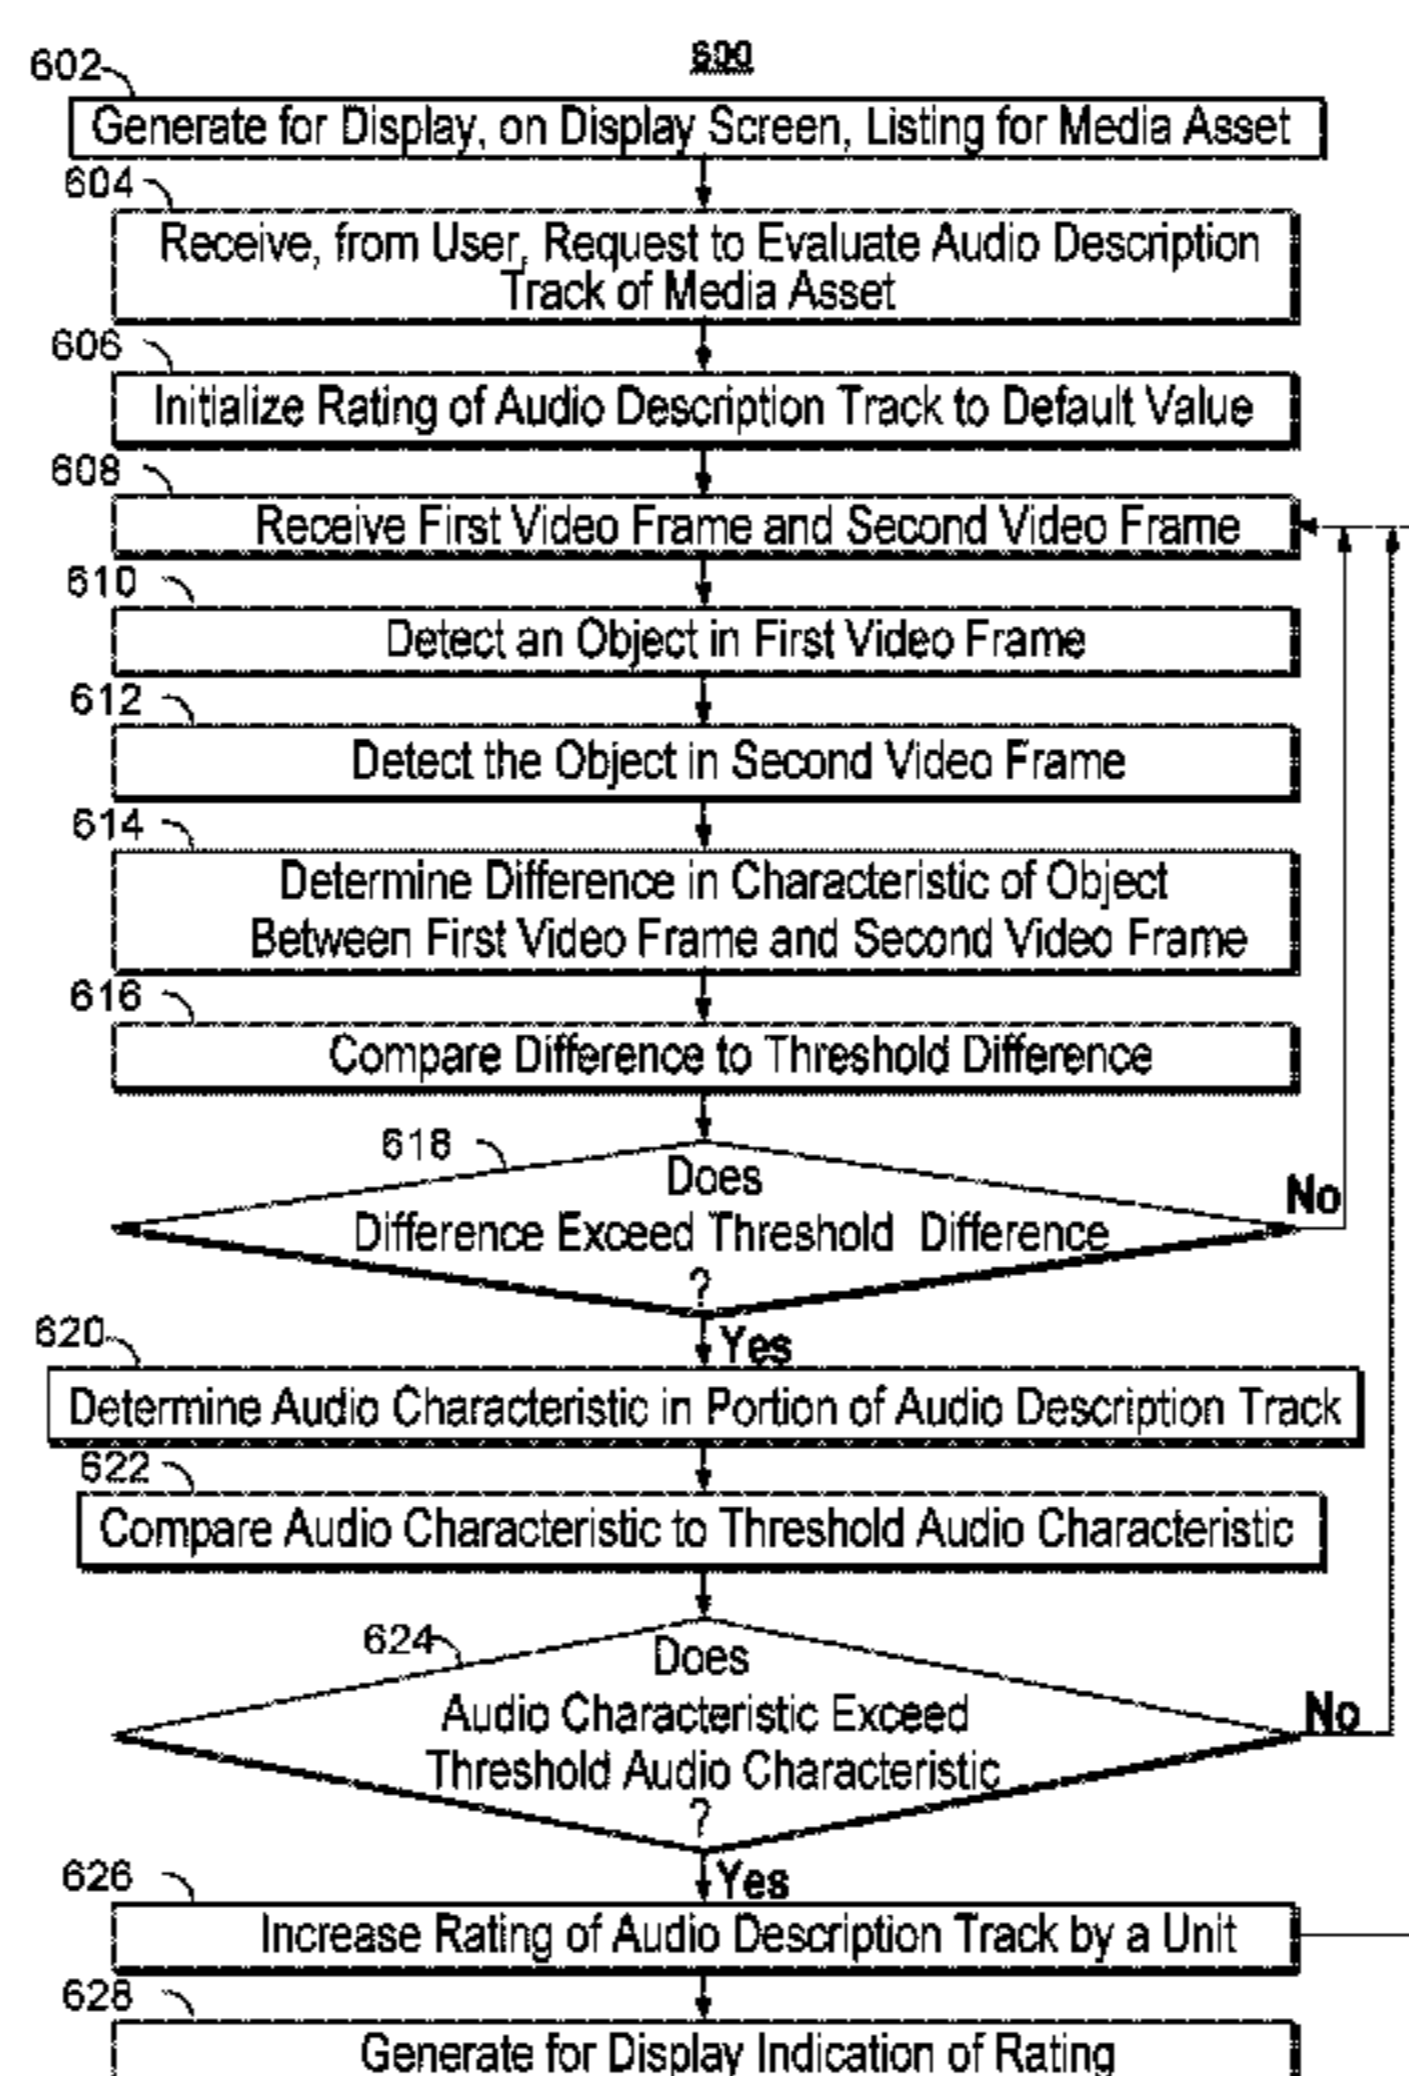 600
602
Generate for Display, on Display Screen, Listing for Media Asset
604
Receive, from User, Request to Evaluate Audio Description
Track of Media Asset
606
Initialize Rating of Audio Description Track to Default Value
608
Receive First Video Frame and Second Video Frame
610
Detect an Object in First Video Frame
612
Detect the Object in Second Video Frame
614
Determine Difference in Characteristic of Object
Between First Video Frame and Second Video Frame
616
Compare Difference to Threshold Difference
618
Does
Difference Exceed Threshold Difference
?
No
Yes
620
Determine Audio Characteristic in Portion of Audio Description Track
622
Compare Audio Characteristic to Threshold Audio Characteristic
624
Does
Audio Characteristic Exceed
Threshold Audio Characteristic
?
No
Yes
626
Increase Rating of Audio Description Track by a Unit
628
Generate for Display Indication of Rating